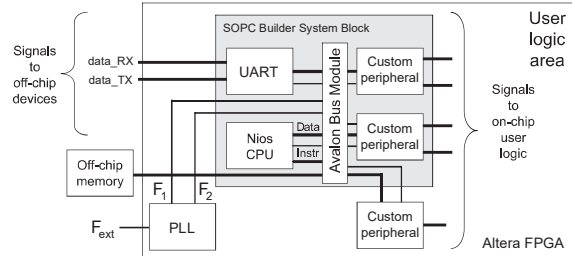 SOPC Builder System Block
User
logic
area
Signals
to
off-chip
devices
data_RX
data_TX
UART
Avalon Bus Module
Custom
peripheral
Custom
peripheral
Signals
to
on-chip
user
logic
Nios
CPU
Data
Instr
Off-chip
memory
F1
F2
Fext
PLL
Custom
peripheral
Altera FPGA